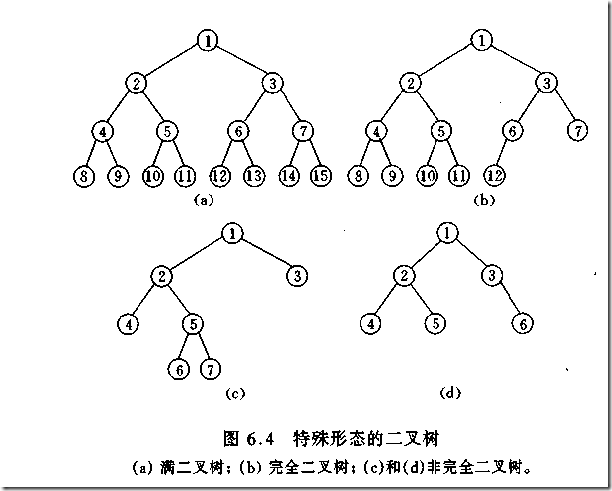 1 1
2 3 2 3
4 5 6 7 4 5 6 7
8 9 10 11 12 13 14 15 8 9 10 11 12
(a) (b)
1 1
2 3 2 3
4 5 4 5 6
6 7
(c) (d)
图 6.4 特殊形态的二叉树
(a) 满二叉树；(b) 完全二叉树；(c)和(d)非完全二叉树。